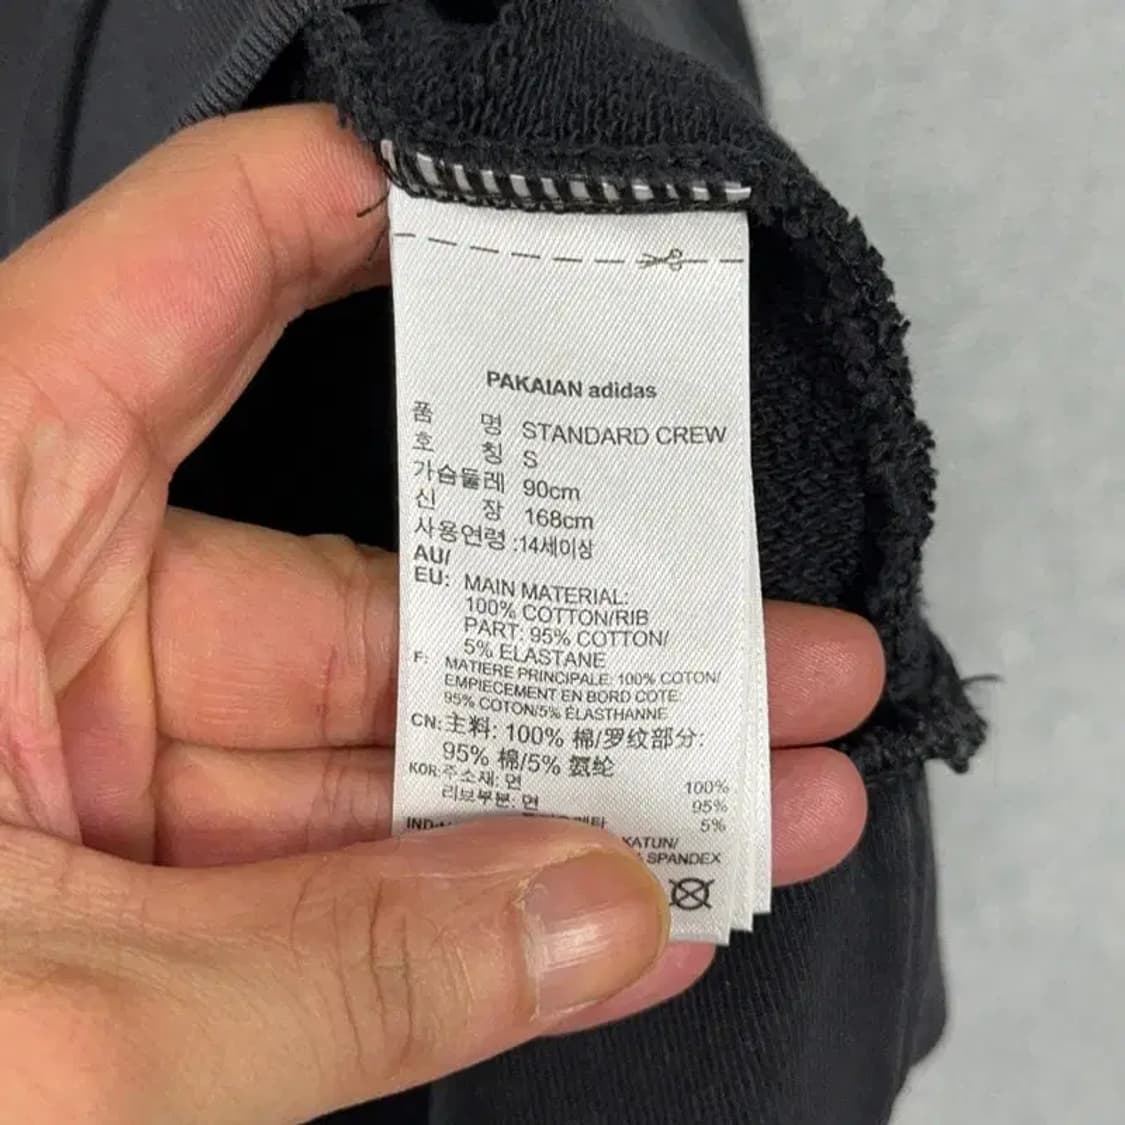 PAKAIAN adidas
품 명 STANDARD CREW
호 칭 S
가슴둘레 90cm
신 장 168cm
사용연령 :14세이상
AU/
EU: MAIN MATERIAL:
100% COTTON/RIB
PART: 95% COTTON/
5% ELASTANE
F: MATIERE PRINCIPALE: 100% COTON/
EMPIECEMENT EN BORD COTE:
95% COTON/5% ÉLASTHANNE
CN: 主料: 100% 棉/罗纹部分:
95% 棉/5% 氨纶
KOR: 주소재: 면 100%
리브부분: 면 95%
5%
IND:
KATUN/
SPANDEX